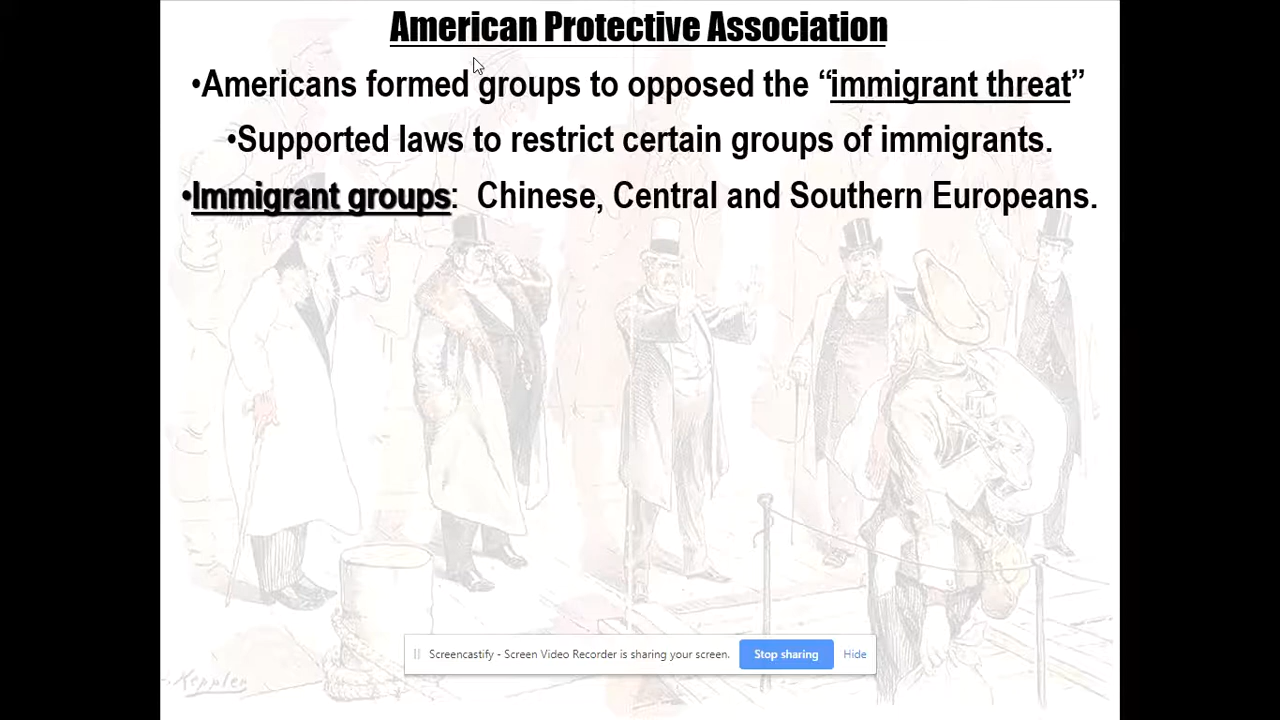 American Protective Association
•Americans formed groups to opposed the “immigrant threat”
•Supported laws to restrict certain groups of immigrants.
•Immigrant groups:  Chinese, Central and Southern Europeans.
Screencastify - Screen Video Recorder is sharing your screen. Stop sharing Hide
Keppler